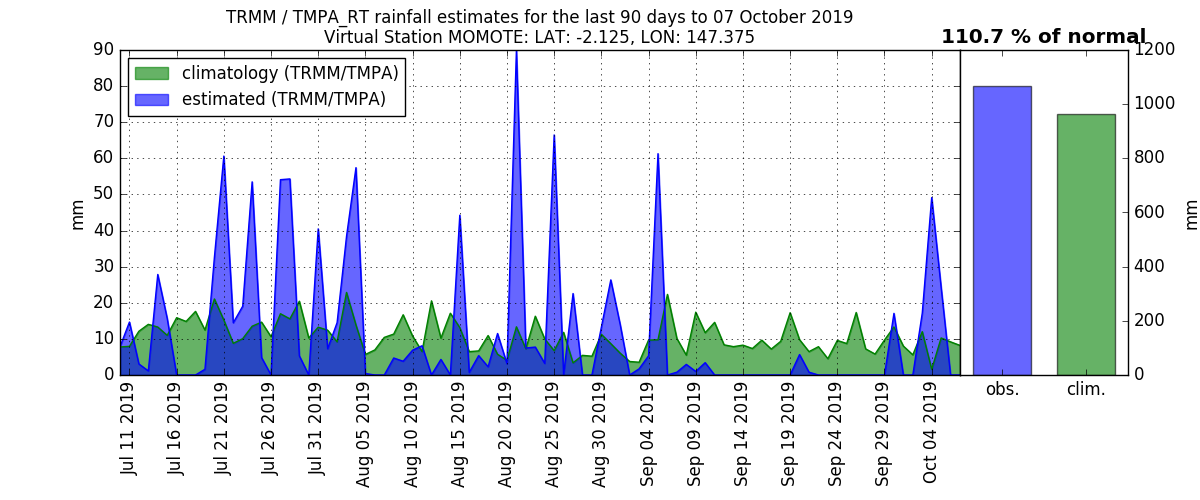 TRMM / TMPA_RT rainfall estimates for the last 90 days to 07 October 2019
Virtual Station MOMOTE: LAT: -2.125, LON: 147.375
110.7 % of normal
climatology (TRMM/TMPA)
estimated (TRMM/TMPA)
mm
90
80
70
60
50
40
30
20
10
0
Jul 11 2019
Jul 16 2019
Jul 21 2019
Jul 26 2019
Jul 31 2019
Aug 05 2019
Aug 10 2019
Aug 15 2019
Aug 20 2019
Aug 25 2019
Aug 30 2019
Sep 04 2019
Sep 09 2019
Sep 14 2019
Sep 19 2019
Sep 24 2019
Sep 29 2019
Oct 04 2019
obs.
clim.
1200
1000
800
600
400
200
0
mm